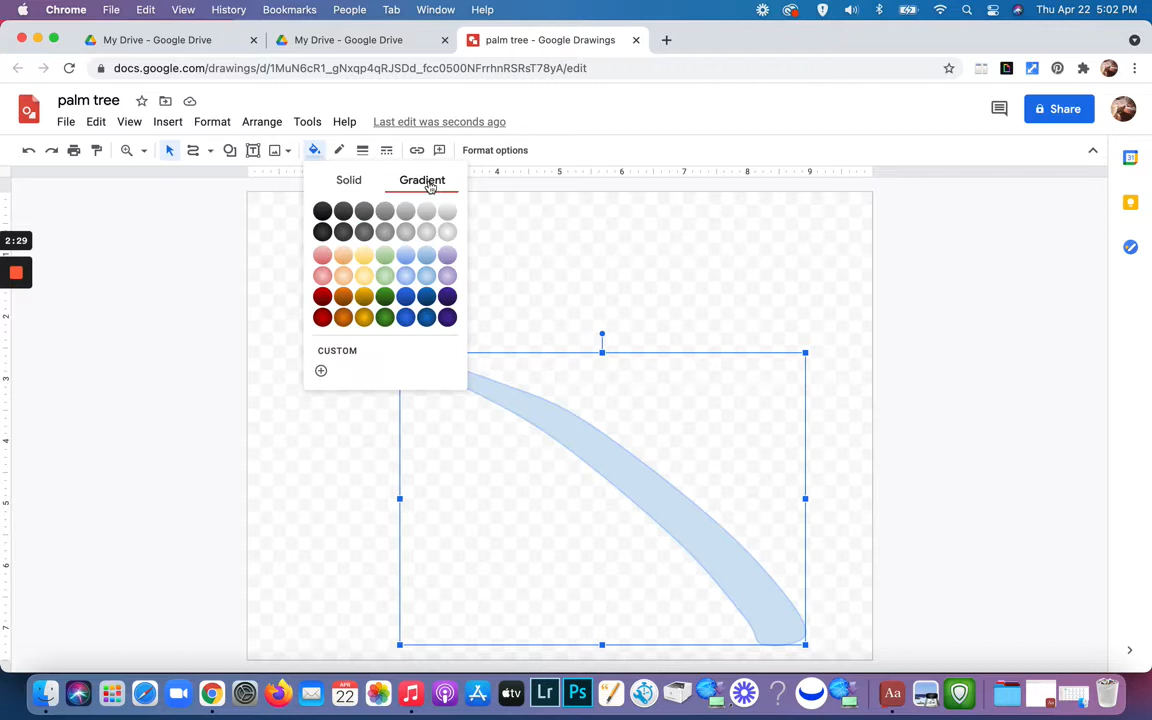 Chrome File Edit View History Bookmarks People Tab Window Help Thu Apr 22 5:02 PM
My Drive - Google Drive My Drive - Google Drive palm tree - Google Drawings
docs.google.com/drawings/d/1MuN6cR1_gNxqp4qRJSDd_fcc0500NFrrhnRSRsT78yA/edit
palm tree
Share
File Edit View Insert Format Arrange Tools Help Last edit was seconds ago
Format options
4 5 6 7 8 9
Solid Gradient
2:29
CUSTOM
1
3
4
5
6
7
31
APR
22
tv
Lr
Ps
?
Aa